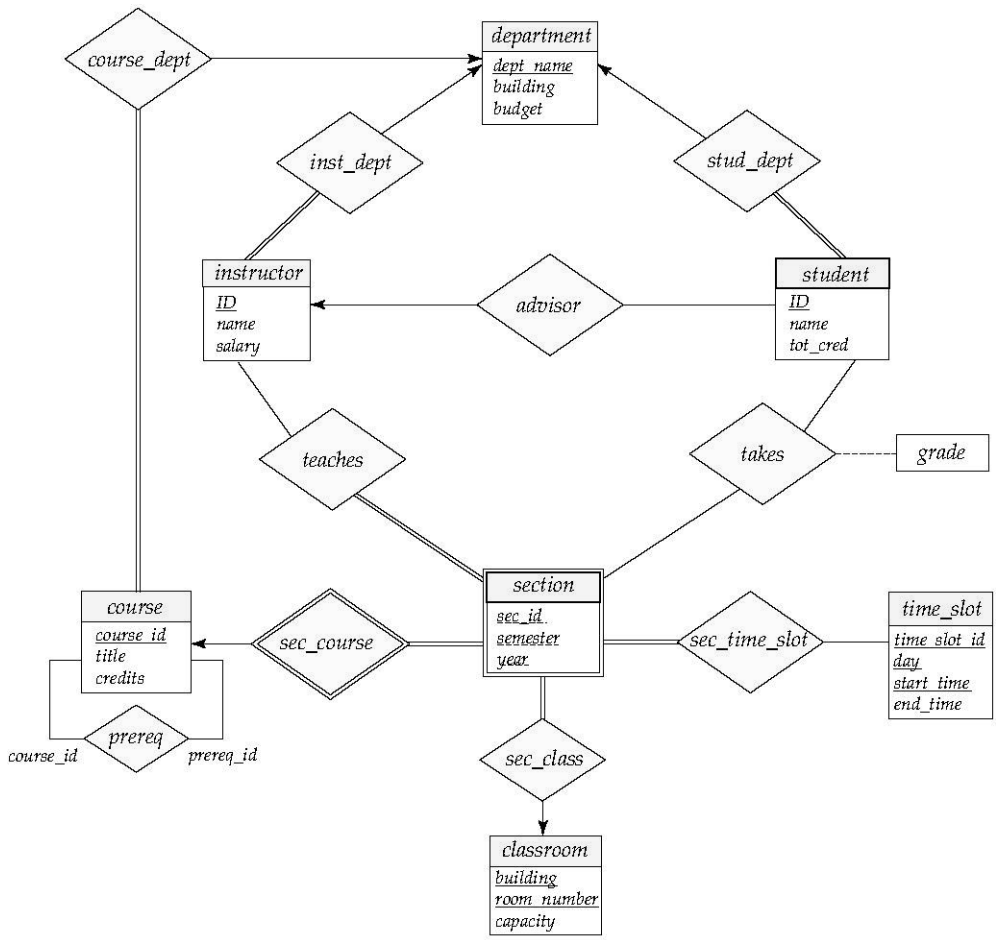 department
dept_name
building
budget
course_dept
inst_dept
stud_dept
instructor
ID
name
salary
advisor
student
ID
name
tot_cred
teaches
takes
grade
course
course_id
title
credits
sec_course
section
sec_id
semester
year
sec_time_slot
time_slot
time_slot_id
day
start_time
end_time
course_id
prereq
prereq_id
sec_class
classroom
building
room_number
capacity